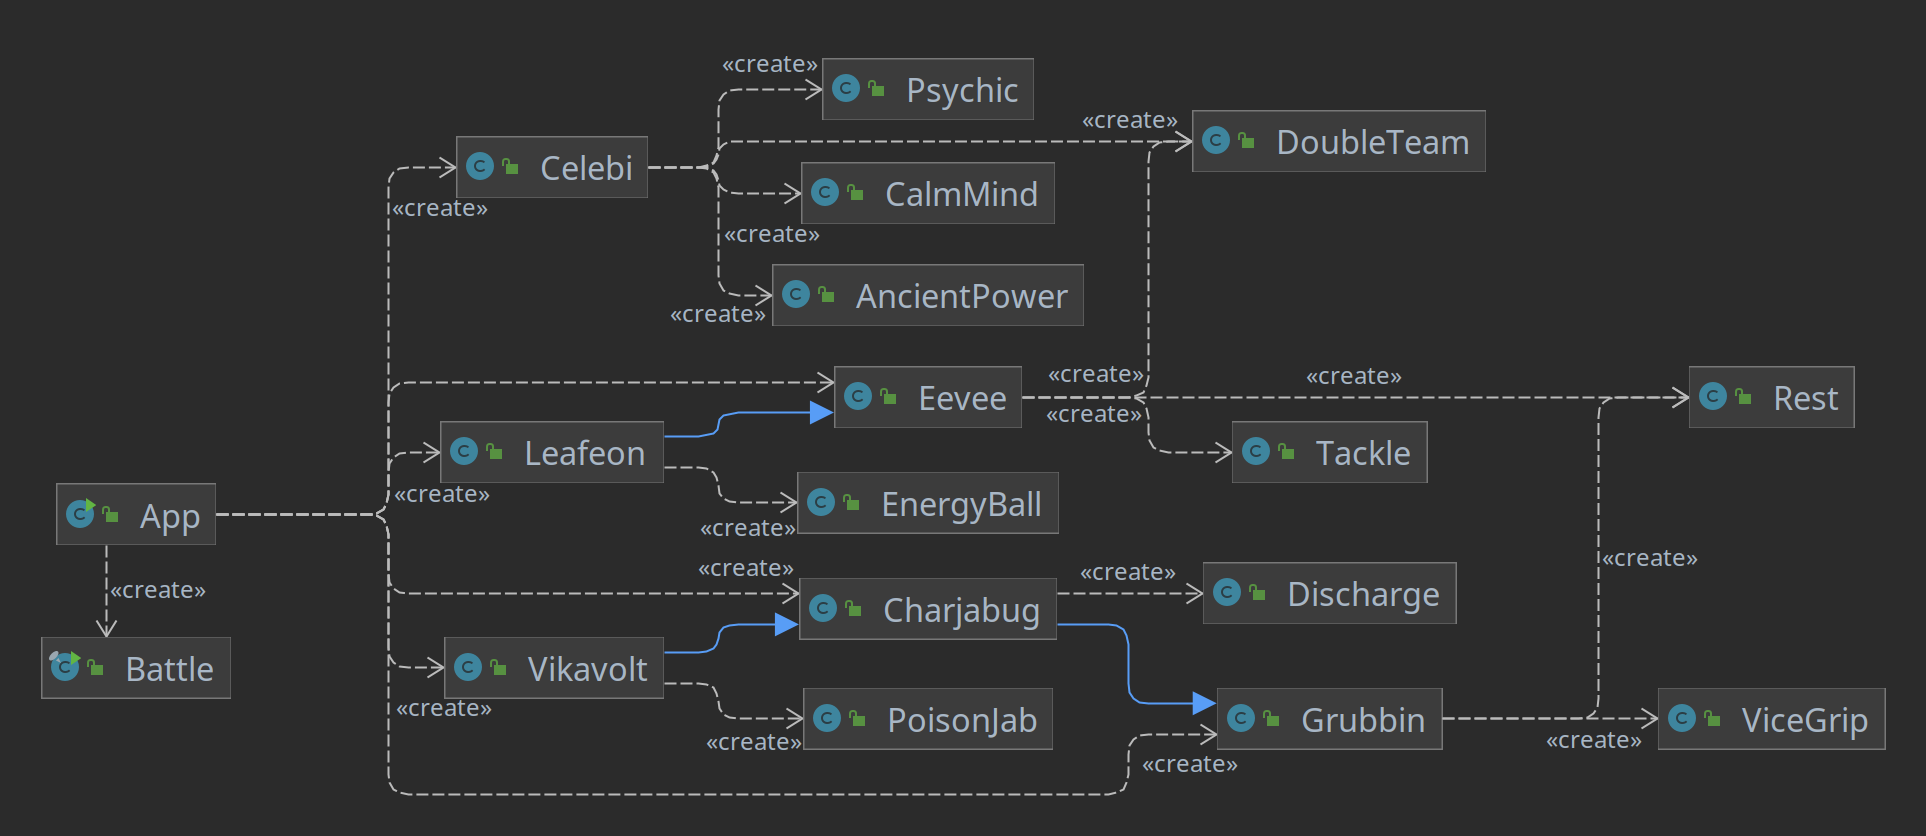 «create»
Psychic
«create»
DoubleTeam
Celebi
CalmMind
«create»
«create»
AncientPower
«create»
Eevee
«create»
«create»
«create»
Rest
Leafeon
Tackle
«create»
EnergyBall
«create»
App
«create»
«create»
«create»
Charjabug
Discharge
«create»
Battle
Vikavolt
«create»
PoisonJab
«create»
Grubbin
ViceGrip
«create»
«create»